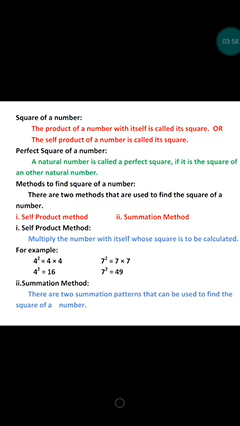 03:58
Square of a number:
The product of a number with itself is called its square. OR
The self product of a number is called its square.
Perfect Square of a number:
A natural number is called a perfect square, if it is the square of
an other natural number.
Methods to find square of a number:
There are two methods that are used to find the square of a
number.
i. Self Product method ii. Summation Method
i. Self Product Method:
Multiply the number with itself whose square is to be calculated.
For example:
4² = 4 × 4 7² = 7 × 7
4² = 16 7² = 49
ii.Summation Method:
There are two summation patterns that can be used to find the
square of a number.